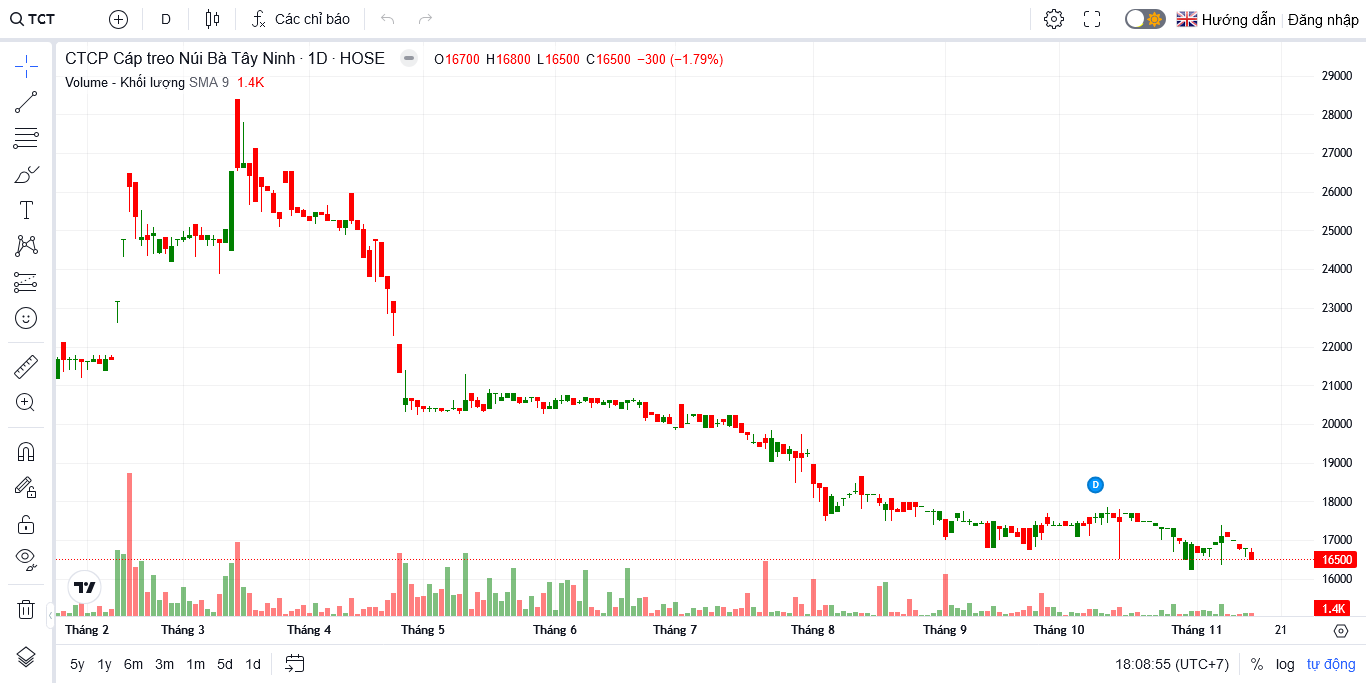 TCT D Các chỉ báo Hướng dẫn Đăng nhập
CTCP Cáp treo Núi Bà Tây Ninh · 1D · HOSE O16700 H16800 L16500 C16500 −300 (−1.79%)
Volume - Khối lượng SMA 9 1.4K
29000
28000
27000
26000
25000
24000
23000
22000
21000
20000
19000
18000
D
17000
16500
16000
1.4K
Tháng 2 Tháng 3 Tháng 4 Tháng 5 Tháng 6 Tháng 7 Tháng 8 Tháng 9 Tháng 10 Tháng 11 21
5y 1y 6m 3m 1m 5d 1d 18:08:55 (UTC+7) % log tự động